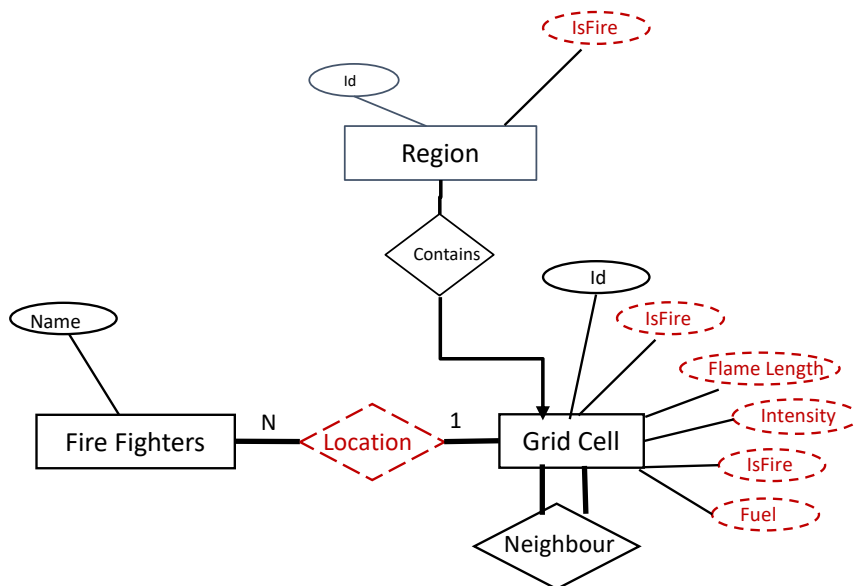 IsFire
Id
Region
Contains
Id
IsFire
Name
Flame Length
N
1
Intensity
Fire Fighters
Location
Grid Cell
IsFire
Fuel
Neighbour